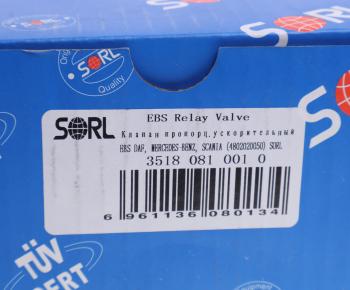 Original Equipment
SORL
Quality
SORL
EBS Relay Valve
Клапан пропорц.ускорительный
EBS DAF, MERCEDES-BENZ, SCANIA (4802020050) SORL
3518 081 001 0
6 961136 080134
TÜV
CERT